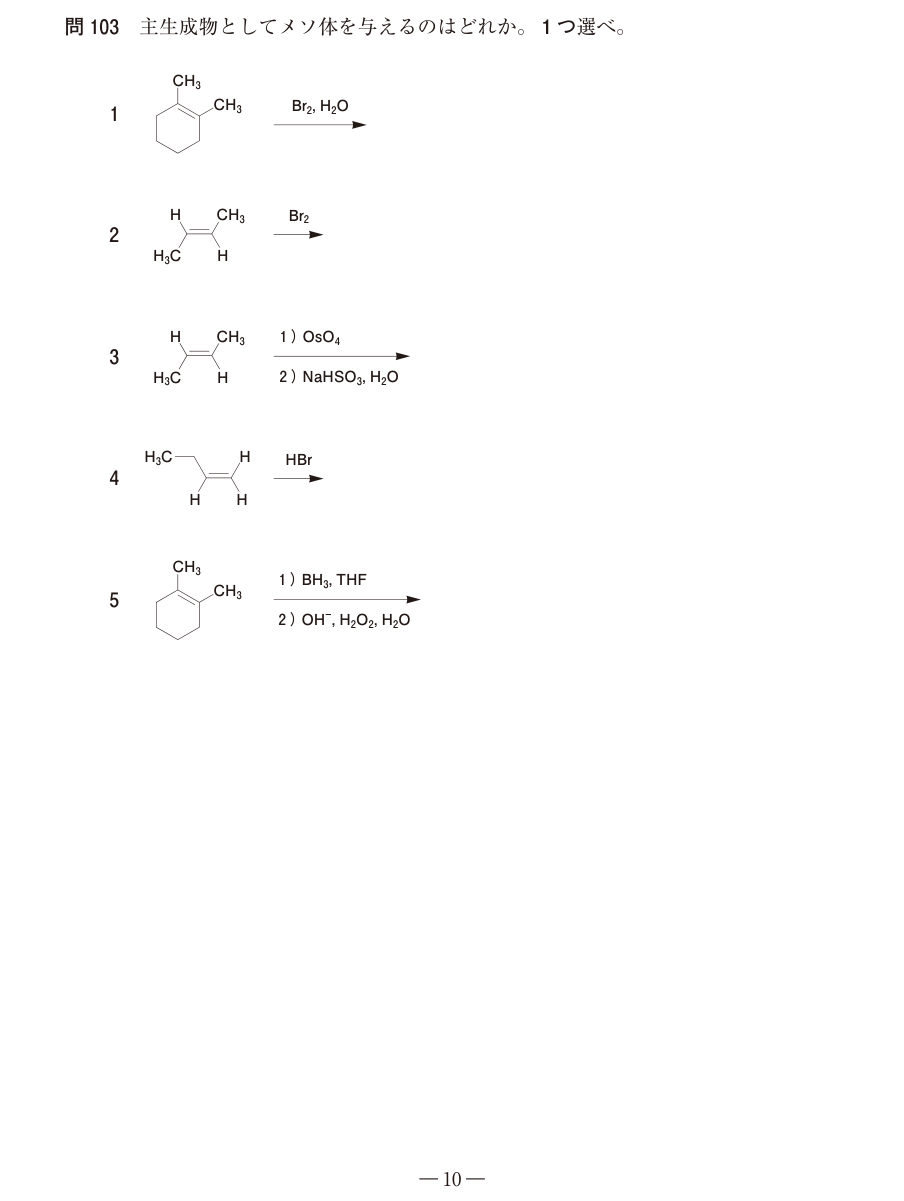 問 103 主生成物としてメソ体を与えるのはどれか。1つ選べ。
CH₃
CH₃
1
Br₂, H₂O
H
CH₃
Br₂
2
H₃C
H
H
CH₃
1）OsO₄
3
H₃C
H
2）NaHSO₃, H₂O
H₃C
H
HBr
4
H
H
CH₃
CH₃
1）BH₃, THF
5
2）OH⁻, H₂O₂, H₂O
— 10 —